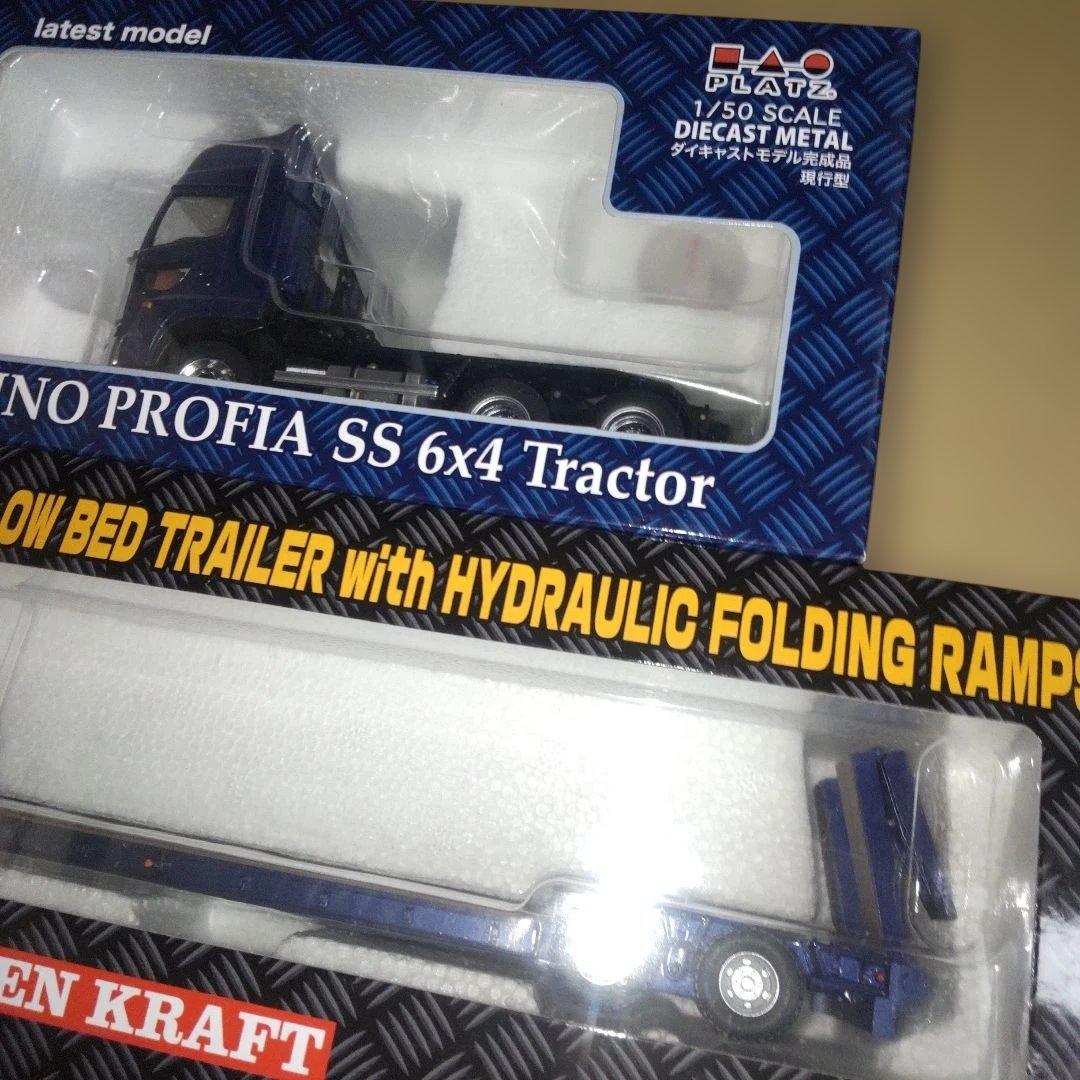 latest model
PLATZ
1/50 SCALE
DIECAST METAL
ダイキャストモデル完成品
現行型
INO PROFIA SS 6x4 Tractor
OW BED TRAILER with HYDRAULIC FOLDING RAMPS
EN KRAFT